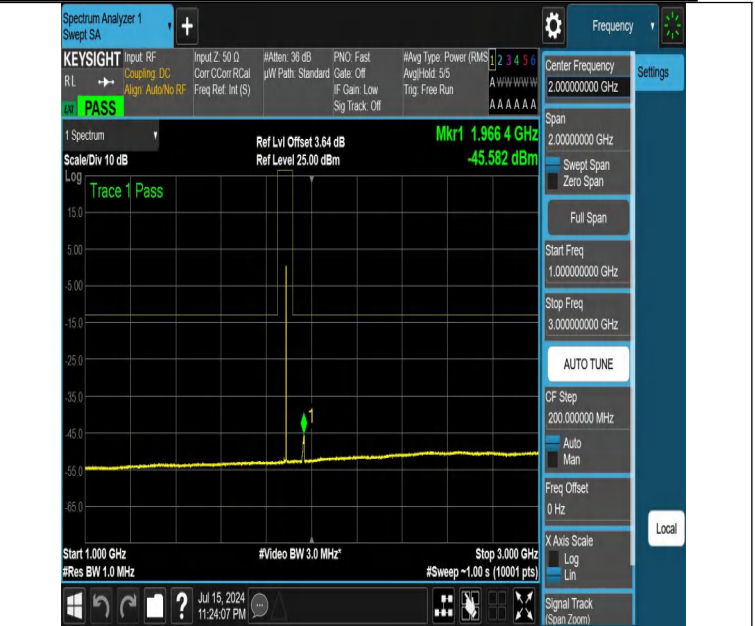 Spectrum Analyzer 1
Swept SA
Frequency
KEYSIGHT
RL
PASS
Input: RF
Coupling: DC
Align: Auto/No RF
Input Z: 50 Ω
Corr CCorr RCal
Freq Ref: Int (S)
#Atten: 36 dB
µW Path: Standard
PNO: Fast
Gate: Off
IF Gain: Low
Sig Track: Off
#Avg Type: Power (RMS
Avg|Hold: 5/5
Trig: Free Run
1 2 3 4 5 6
A W W W W W
A A A A A A
1 Spectrum
Scale/Div 10 dB
Ref Lvl Offset 3.64 dB
Ref Level 25.00 dBm
Mkr1 1.966 4 GHz
-45.582 dBm
Log
Trace 1 Pass
15.0
5.00
-5.00
-15.0
-25.0
-35.0
-45.0
-55.0
-65.0
1
Start 1.000 GHz
#Res BW 1.0 MHz
#Video BW 3.0 MHz*
Stop 3.000 GHz
#Sweep ~1.00 s (10001 pts)
Jul 15, 2024
11:24:07 PM
Center Frequency
2.000000000 GHz
Settings
Span
2.00000000 GHz
Swept Span
Zero Span
Full Span
Start Freq
1.000000000 GHz
Stop Freq
3.000000000 GHz
AUTO TUNE
CF Step
200.000000 MHz
Auto
Man
Freq Offset
0 Hz
Local
X Axis Scale
Log
Lin
Signal Track
(Span Zoom)